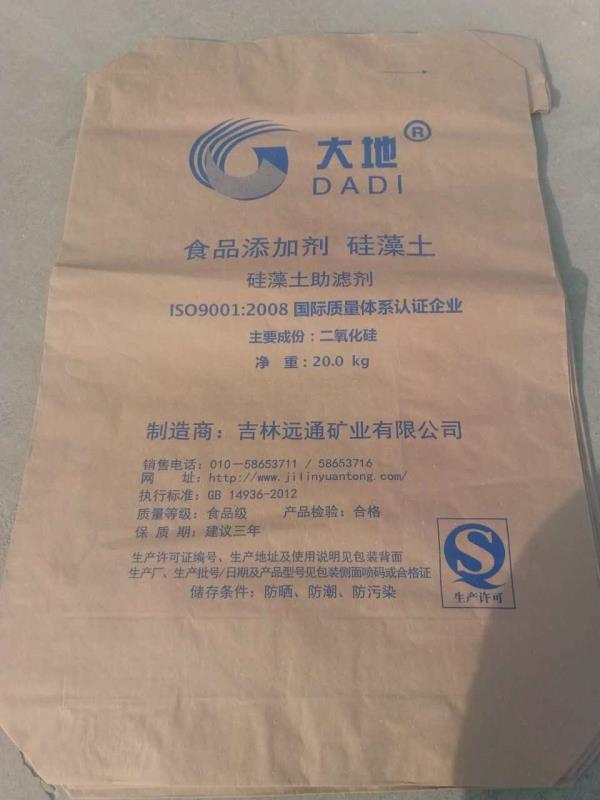 大地®
DADI
食品添加剂 硅藻土
硅藻土助滤剂
ISO9001:2008 国际质量体系认证企业
主要成份：二氧化硅
净 重：20.0 kg
制造商：吉林远通矿业有限公司
销售电话：010—58653711 / 58653716
网 址：http://www.jilinyuantong.com/
执行标准：GB 14936-2012
质量等级：食品级 产品检验：合格
保 质 期：建议三年
生产许可证编号、生产地址及使用说明见包装背面
生产厂、生产批号/日期及产品型号见包装侧面喷码或合格证
储存条件：防晒、防潮、防污染
生产许可